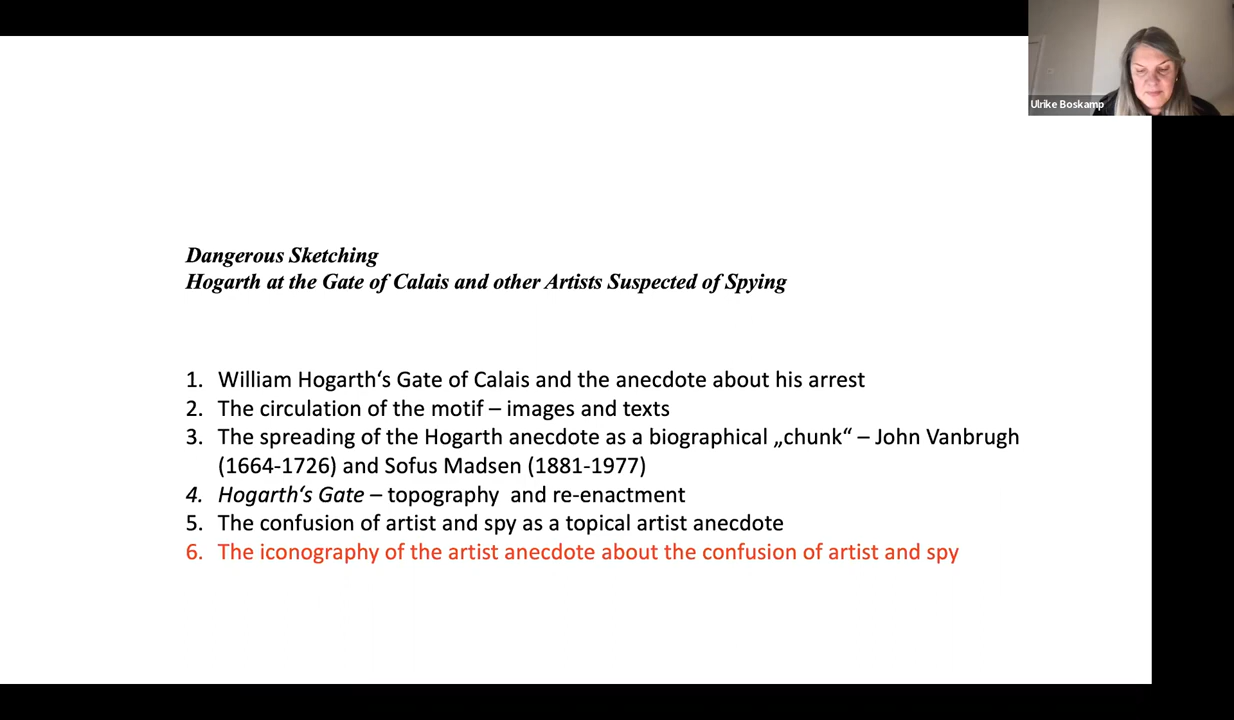 Ulrike Boskamp
Dangerous Sketching
Hogarth at the Gate of Calais and other Artists Suspected of Spying
1. William Hogarth‘s Gate of Calais and the anecdote about his arrest
2. The circulation of the motif – images and texts
3. The spreading of the Hogarth anecdote as a biographical „chunk“ – John Vanbrugh
(1664-1726) and Sofus Madsen (1881-1977)
4. Hogarth‘s Gate – topography and re-enactment
5. The confusion of artist and spy as a topical artist anecdote
6. The iconography of the artist anecdote about the confusion of artist and spy